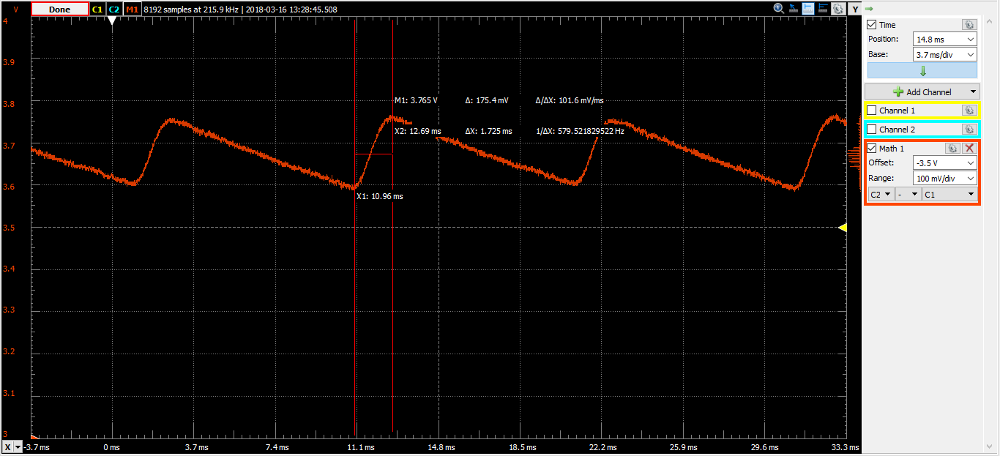 V Done C1 C2 M1 8192 samples at 215.9 kHz | 2018-03-16 13:28:45.508 Y
4
3.9
3.8
3.7
3.6
3.5
3.4
3.3
3.2
3.1
3
M1: 3.765 V Δ: 175.4 mV Δ/ΔX: 101.6 mV/ms
X2: 12.69 ms ΔX: 1.725 ms 1/ΔX: 579.521829522 Hz
X1: 10.96 ms
X -3.7 ms 0 ms 3.7 ms 7.4 ms 11.1 ms 14.8 ms 18.5 ms 22.2 ms 25.9 ms 29.6 ms 33.3 ms
Time
Position: 14.8 ms
Base: 3.7 ms/div
Add Channel
Channel 1
Channel 2
Math 1
Offset: -3.5 V
Range: 100 mV/div
C2 - C1